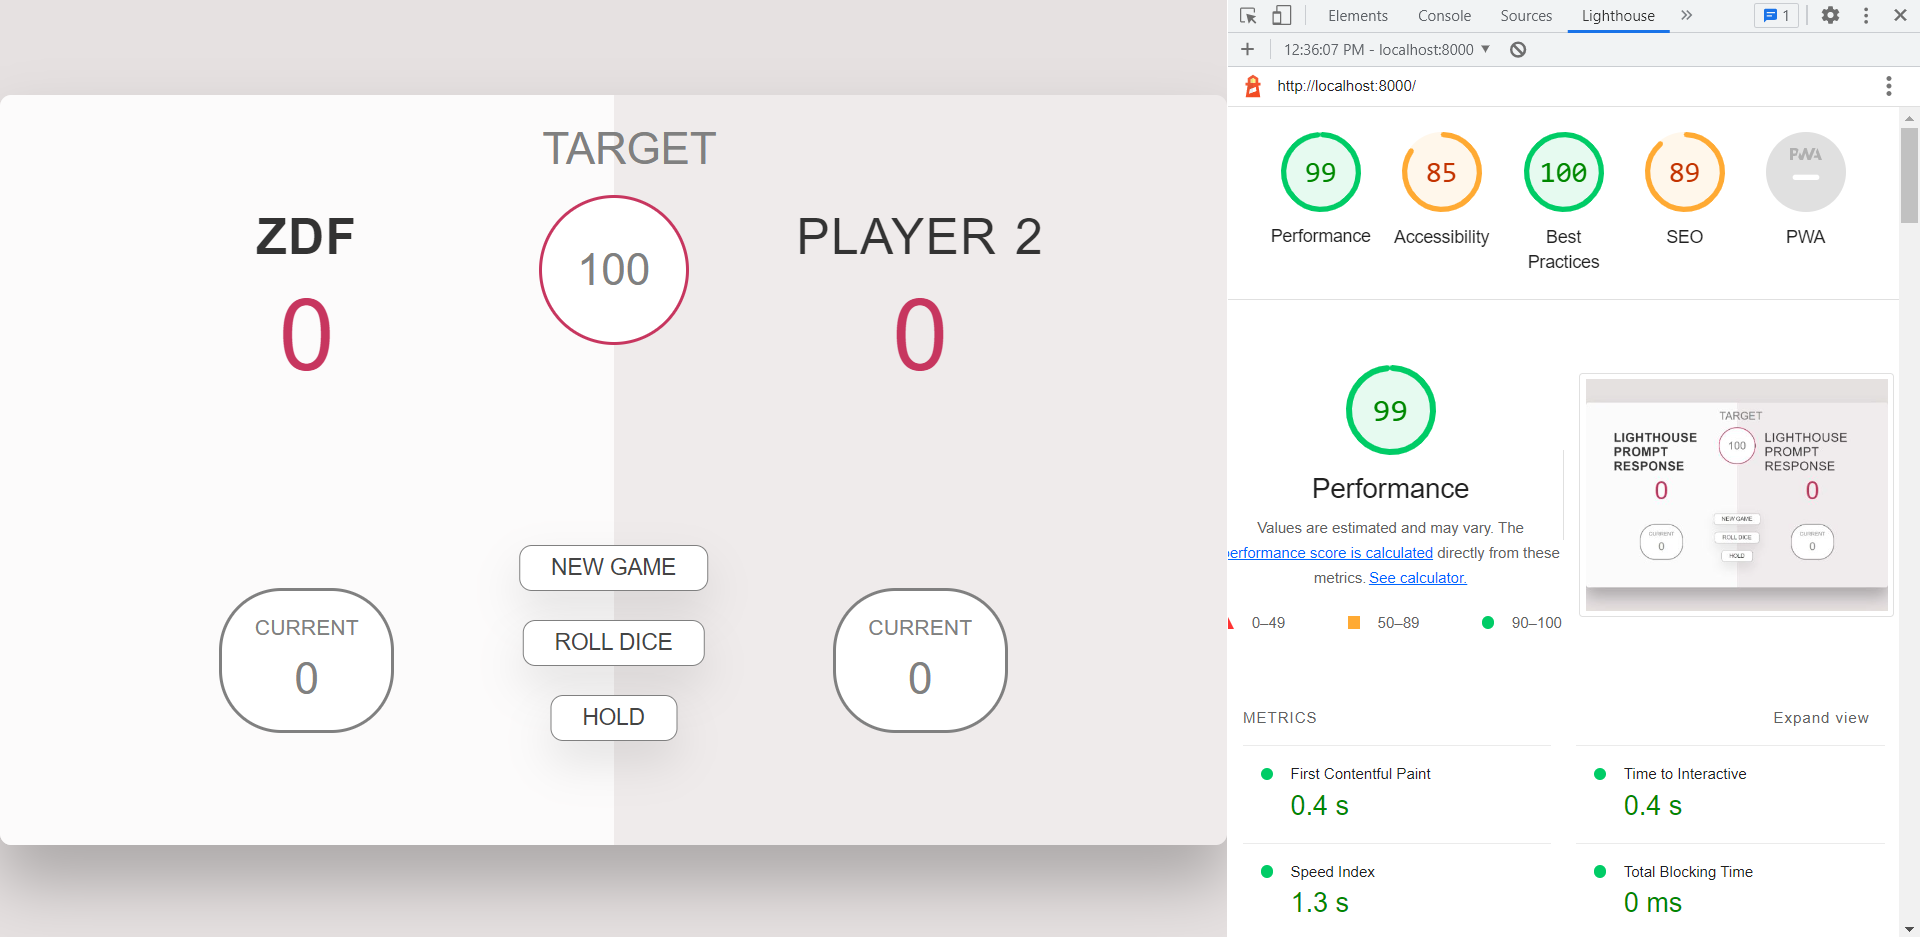 TARGET
ZDF
100
PLAYER 2
0
0
NEW GAME
CURRENT
0
ROLL DICE
CURRENT
0
HOLD
Elements Console Sources Lighthouse » 1
12:36:07 PM - localhost:8000
http://localhost:8000/
99 85 100 89 PWA
Performance Accessibility Best Practices SEO PWA
99
Performance
Values are estimated and may vary. The
erformance score is calculated directly from these
metrics. See calculator.
0–49 50–89 90–100
TARGET
LIGHTHOUSE
PROMPT
RESPONSE
100
LIGHTHOUSE
PROMPT
RESPONSE
0
0
NEW GAME
CURRENT
0
ROLL DICE
CURRENT
0
HOLD
METRICS Expand view
First Contentful Paint
0.4 s
Time to Interactive
0.4 s
Speed Index
1.3 s
Total Blocking Time
0 ms